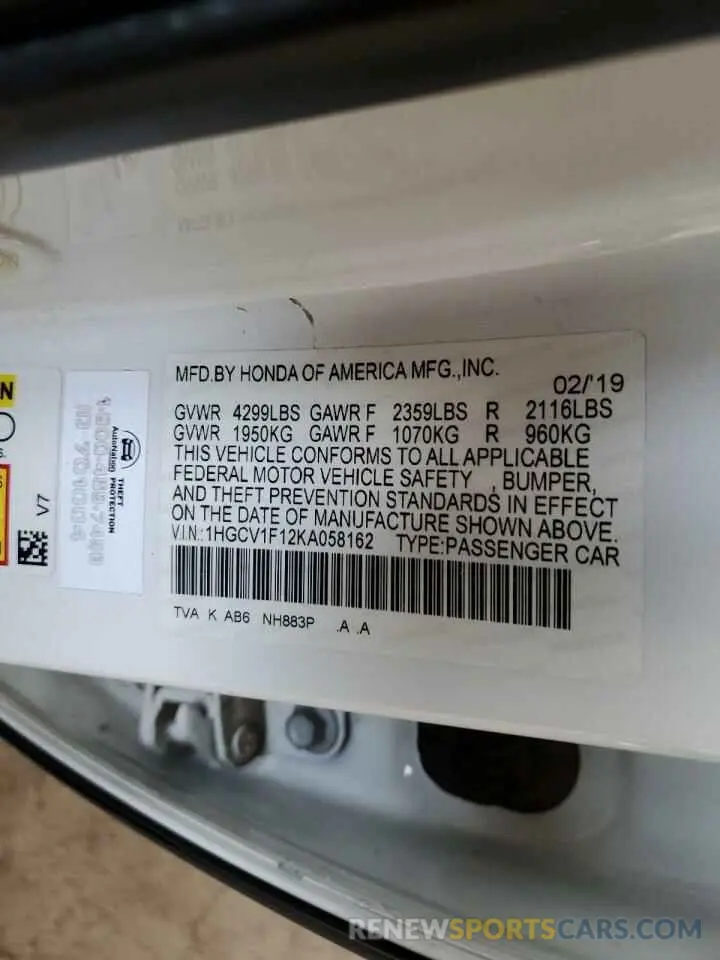 MFD.BY HONDA OF AMERICA MFG.,INC.
02/'19
GVWR 4299LBS GAWR F 2359LBS R 2116LBS
GVWR 1950KG GAWR F 1070KG R 960KG
THIS VEHICLE CONFORMS TO ALL APPLICABLE
FEDERAL MOTOR VEHICLE SAFETY , BUMPER,
AND THEFT PREVENTION STANDARDS IN EFFECT
ON THE DATE OF MANUFACTURE SHOWN ABOVE.
V.I.N.:1HGCV1F12KA058162 TYPE:PASSENGER CAR
TVA K AB6 NH883P .A .A
AutoNation
THEFT
PROTECTION
V7
N
S.
RENEWSPORTSCARS.COM